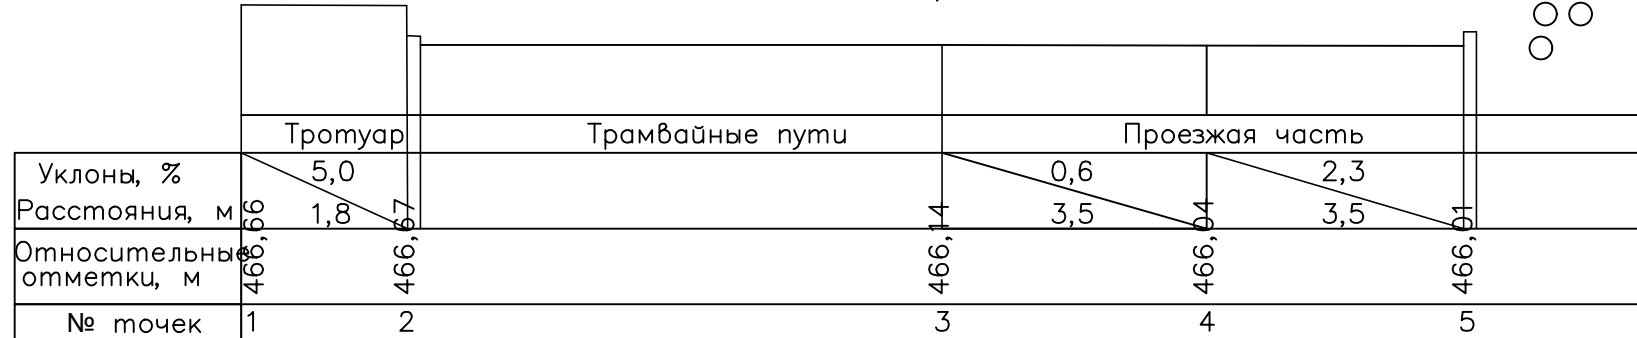 Тротуар Трамвайные пути Проезжая часть
Уклоны, % 5,0 0,6 2,3
Расстояния, м 1,8 3,5 3,5
Относительные
отметки, м
466,66 466,67 466,14 466,04 466,01
№ точек 1 2 3 4 5